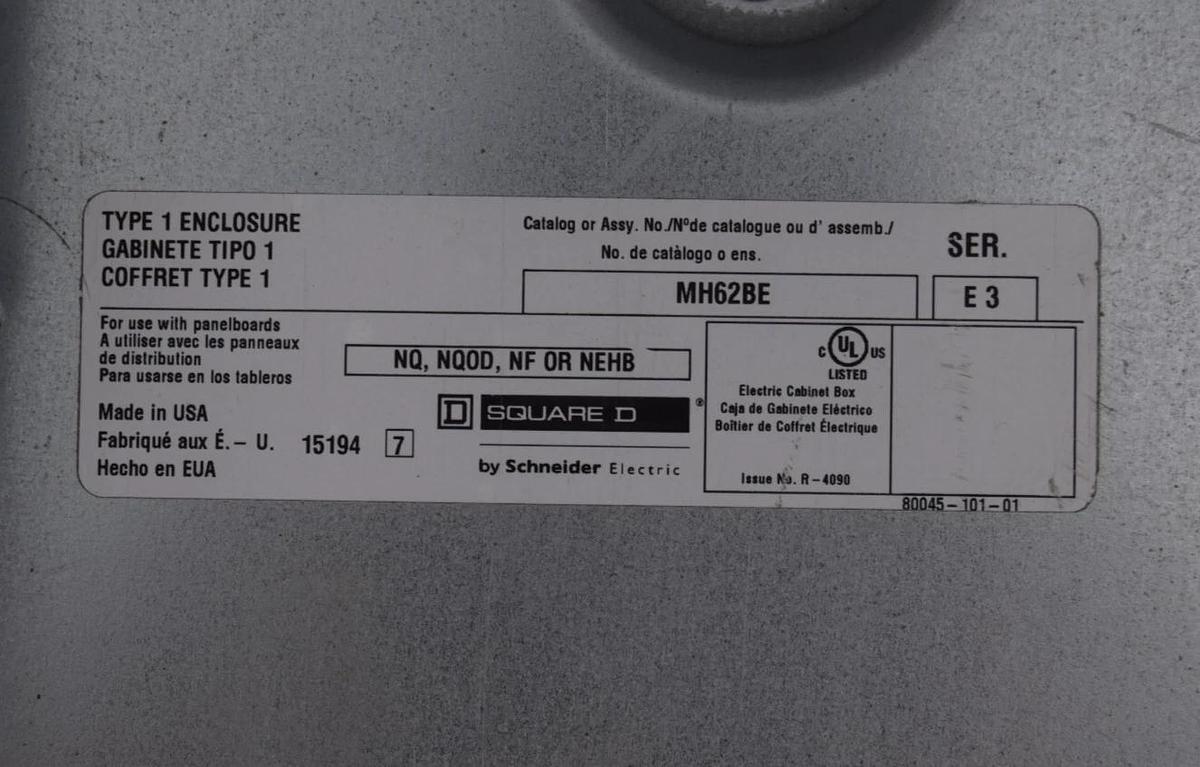 TYPE 1 ENCLOSURE
GABINETE TIPO 1
COFFRET TYPE 1
Catalog or Assy. No./Nºde catalogue ou d' assemb./
No. de catàlogo o ens.
MH62BE
SER.
E 3
For use with panelboards
A utiliser avec les panneaux
de distribution
Para usarse en los tableros
NQ, NQOD, NF OR NEHB
Made in USA
Fabriqué aux É.– U. 15194 7
Hecho en EUA
D SQUARE D ®
by Schneider Electric
C UL US
LISTED
Electric Cabinet Box
Caja de Gabinete Eléctrico
Boîtier de Coffret Électrique
Issue No. R–4090
80045–101–01